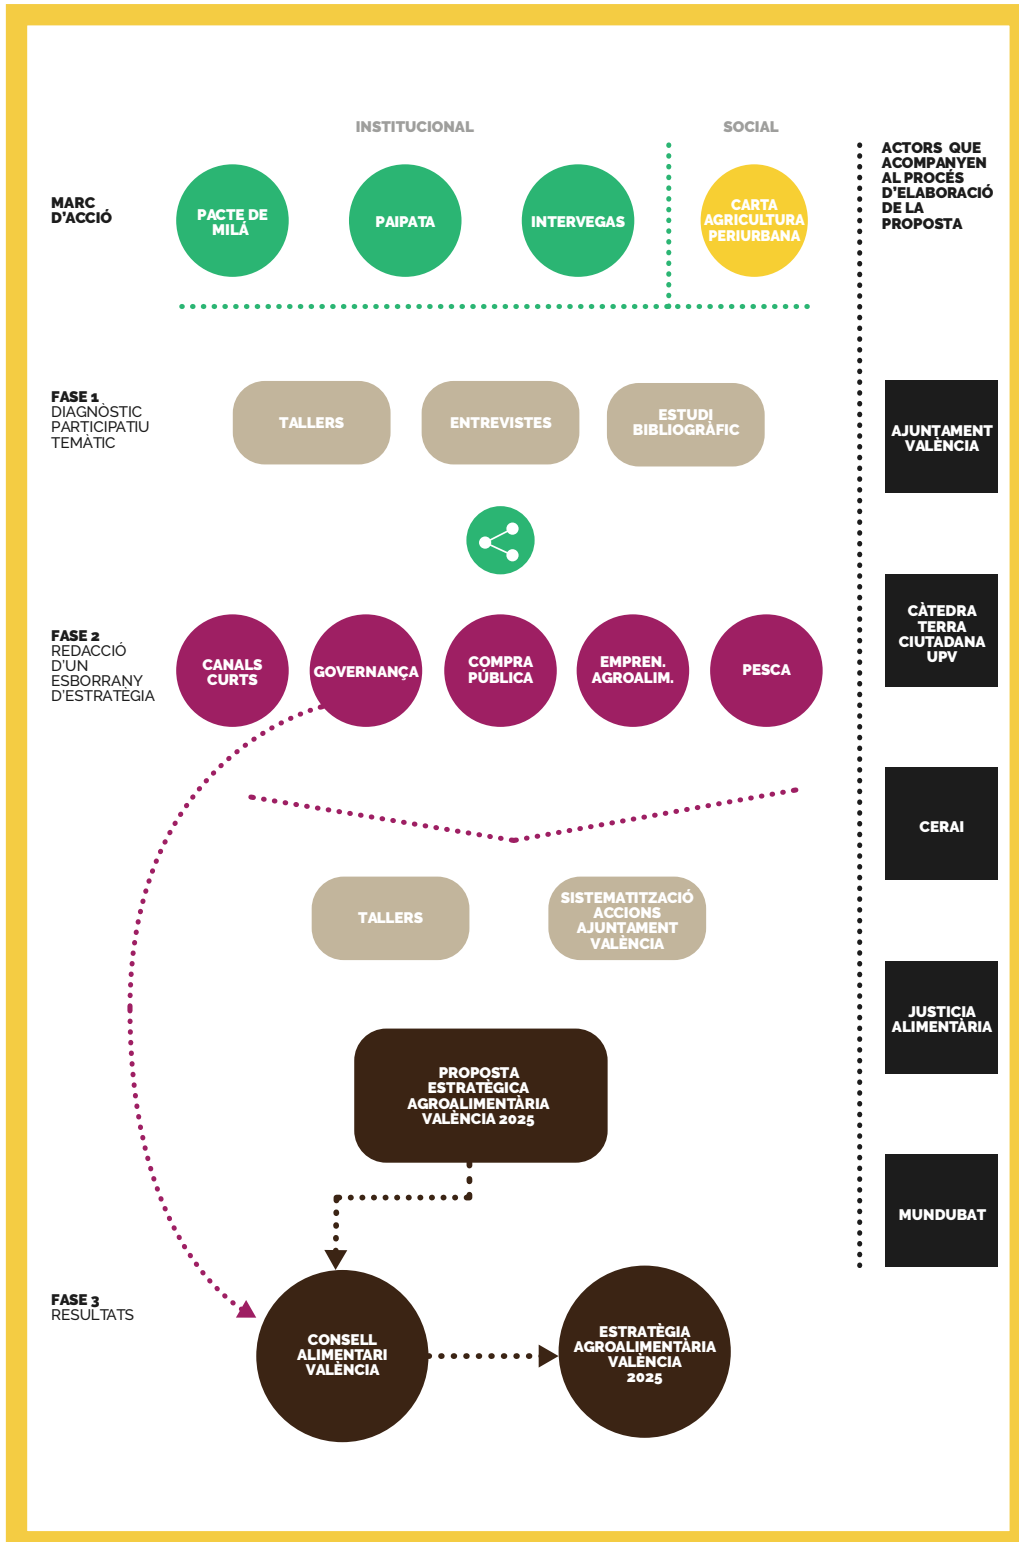 INSTITUCIONAL
SOCIAL
MARC
D'ACCIÓ
PACTE DE
MILÁ
PAIPATA
INTERVEGAS
CARTA
AGRICULTURA
PERIURBANA
ACTORS QUE
ACOMPANYEN
AL PROCÉS
D'ELABORACIÓ
DE LA
PROPOSTA
FASE 1
DIAGNÒSTIC
PARTICIPATIU
TEMÀTIC
TALLERS
ENTREVISTES
ESTUDI
BIBLIOGRÀFIC
AJUNTAMENT
VALÈNCIA
CÀTEDRA
TERRA
CIUTADANA
UPV
FASE 2
REDACCIÓ
D'UN
ESBORRANY
D'ESTRATÈGIA
CANALS
CURTS
GOVERNANÇA
COMPRA
PÚBLICA
EMPREN.
AGROALIM.
PESCA
CERAI
TALLERS
SISTEMATITZACIÓ
ACCIONS
AJUNTAMENT
VALÈNCIA
JUSTICIA
ALIMENTÀRIA
PROPOSTA
ESTRATÈGICA
AGROALIMENTÀRIA
VALÈNCIA 2025
MUNDUBAT
FASE 3
RESULTATS
CONSELL
ALIMENTARI
VALÈNCIA
ESTRATÈGIA
AGROALIMENTÀRIA
VALÈNCIA
2025